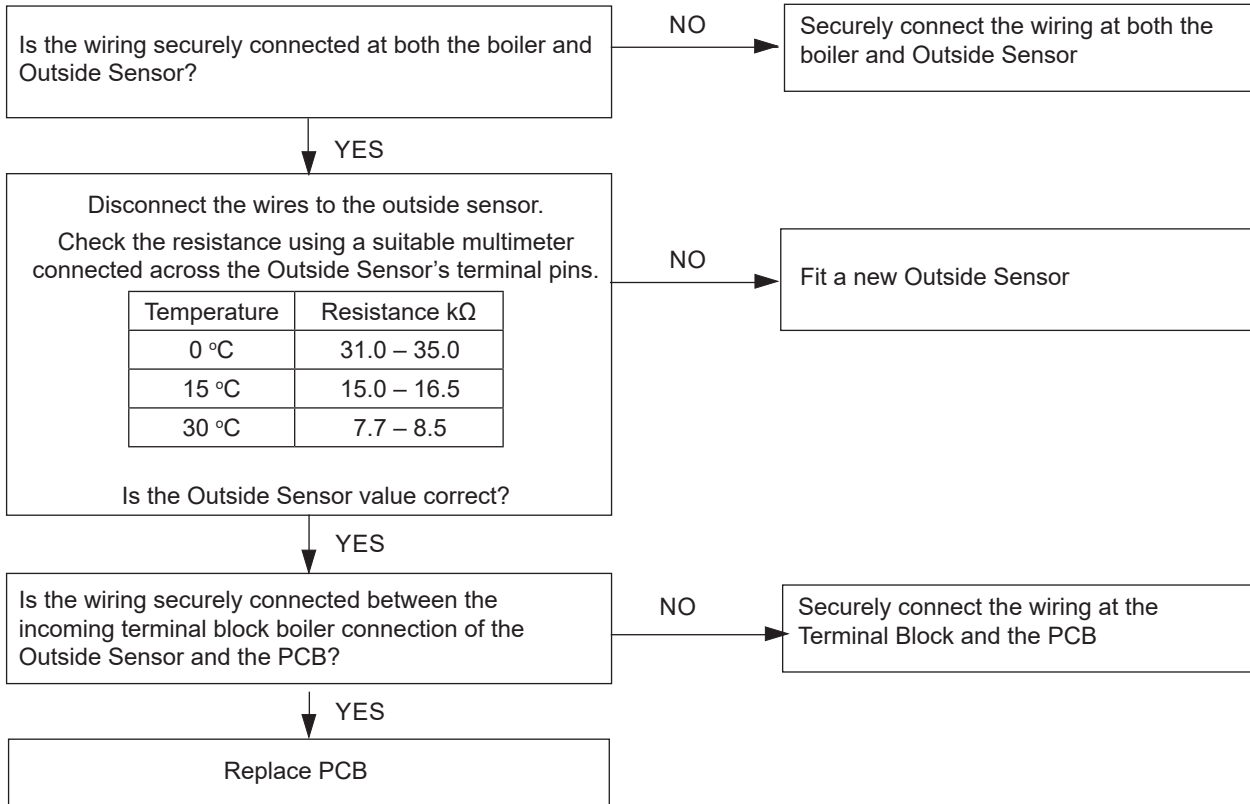 Is the wiring securely connected at both the boiler and
Outside Sensor?
NO
Securely connect the wiring at both the
boiler and Outside Sensor
YES
Disconnect the wires to the outside sensor.
Check the resistance using a suitable multimeter
connected across the Outside Sensor’s terminal pins.
Temperature Resistance kΩ
0 °C 31.0 – 35.0
15 °C 15.0 – 16.5
30 °C 7.7 – 8.5
Is the Outside Sensor value correct?
NO
Fit a new Outside Sensor
YES
Is the wiring securely connected between the
incoming terminal block boiler connection of the
Outside Sensor and the PCB?
NO
Securely connect the wiring at the
Terminal Block and the PCB
YES
Replace PCB